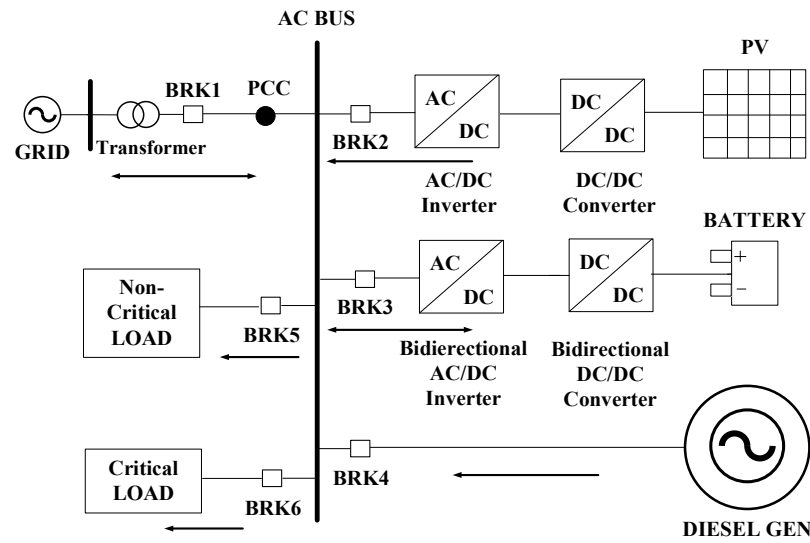 AC BUS
PV
BRK1
PCC
AC
DC
DC
DC
BRK2
GRID
Transformer
AC/DC
Inverter
DC/DC
Converter
BATTERY
AC
DC
DC
DC
+
−
Non-
Critical
LOAD
BRK3
BRK5
Bidierectional
AC/DC
Inverter
Bidirectional
DC/DC
Converter
Critical
LOAD
BRK4
BRK6
DIESEL GEN